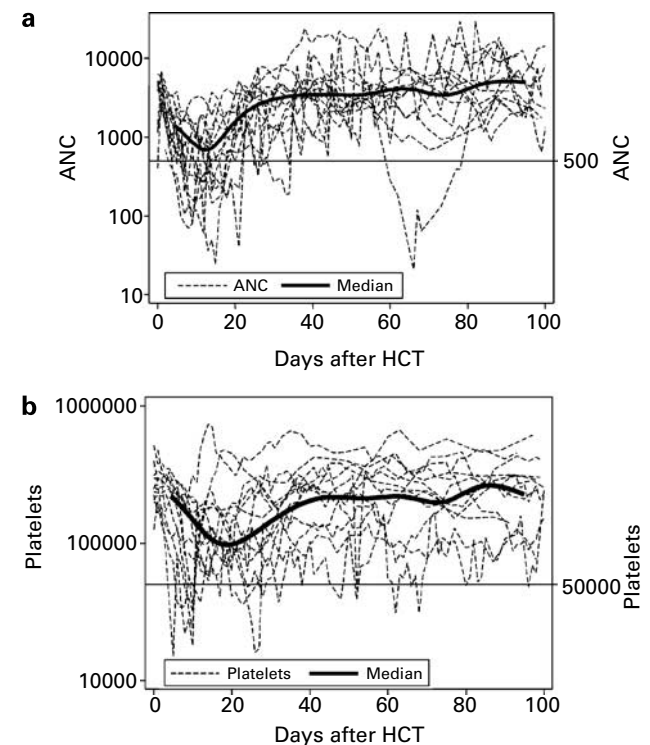 a
ANC
10000
1000
100
10
500
ANC
ANC Median
0 20 40 60 80 100
Days after HCT
b
Platelets
1000000
100000
10000
50000
Platelets
Platelets Median
0 20 40 60 80 100
Days after HCT